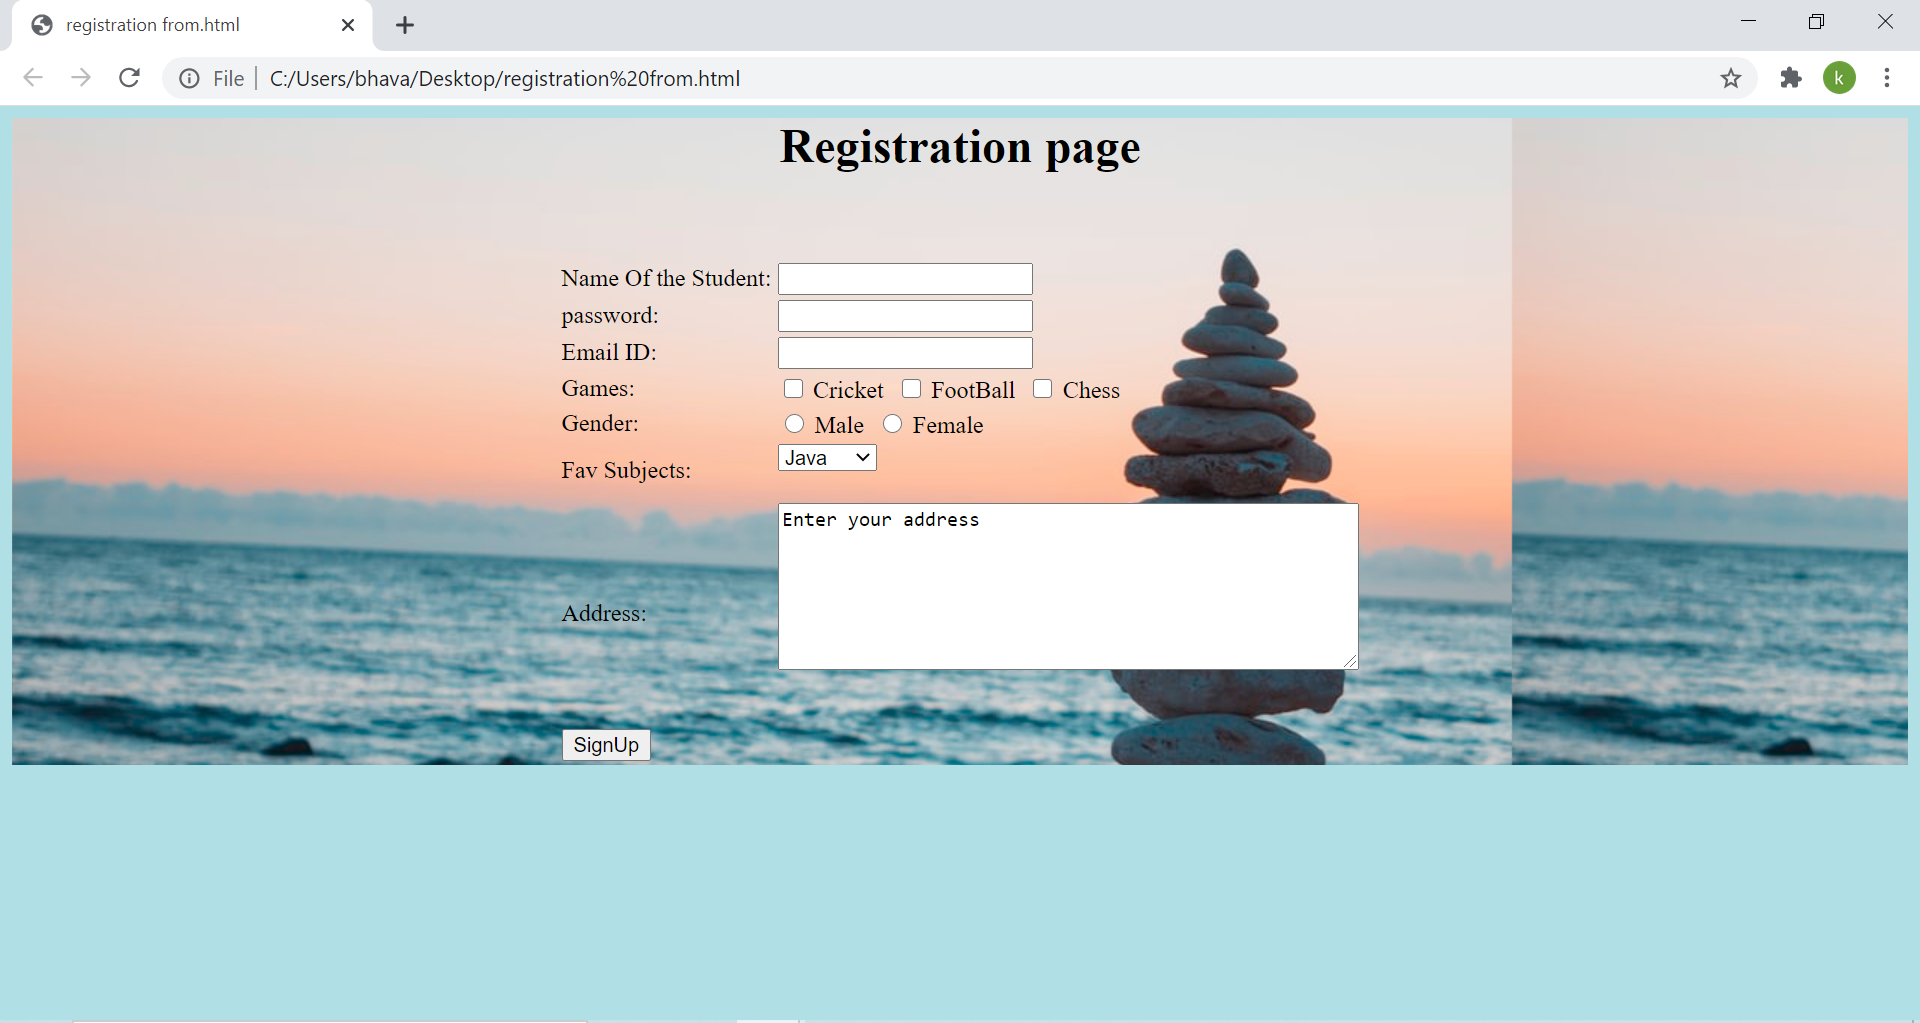 registration from.html
File C:/Users/bhava/Desktop/registration%20from.html
k
Registration page
Name Of the Student:
password:
Email ID:
Games: Cricket FootBall Chess
Gender: Male Female
Fav Subjects: Java
Enter your address
Address:
SignUp